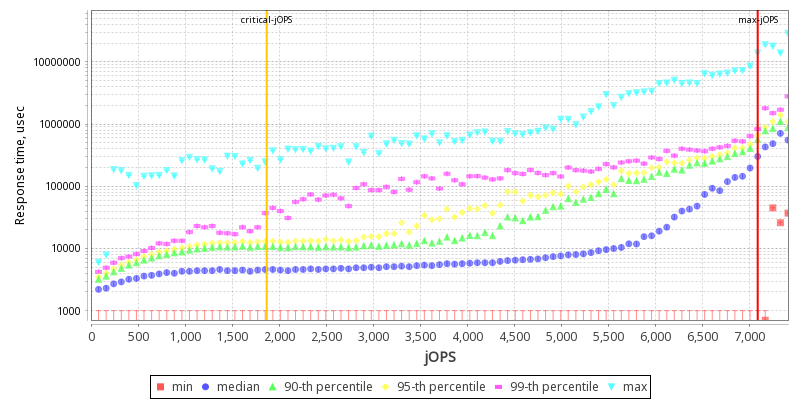 critical-jOPS max-jOPS
10000000
1000000
100000
10000
1000
Response time, usec
0 500 1,000 1,500 2,000 2,500 3,000 3,500 4,000 4,500 5,000 5,500 6,000 6,500 7,000
jOPS
min median 90-th percentile 95-th percentile 99-th percentile max